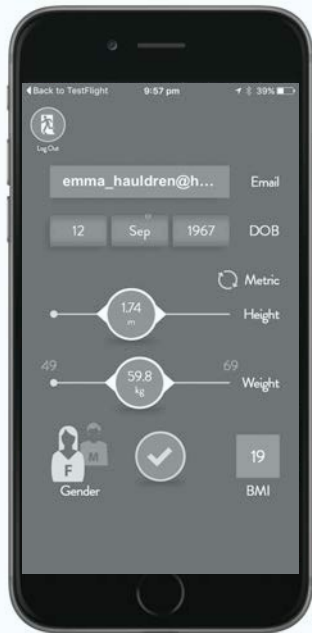 Back to TestFlight 9:57 pm 39%
Log Out
emma_hauldren@h... Email
12 Sep 1967 DOB
Metric
1.74 m Height
49 69
59.8 kg Weight
F M
Gender
19
BMI